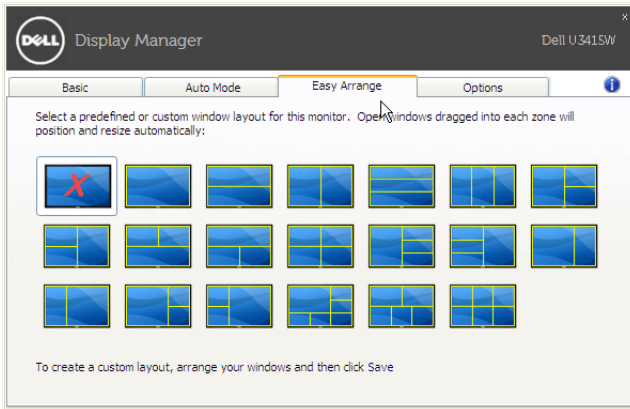 x
DELL Display Manager Dell U3415W
Basic Auto Mode Easy Arrange Options i
Select a predefined or custom window layout for this monitor. Open windows dragged into each zone will
position and resize automatically:
X
To create a custom layout, arrange your windows and then click Save